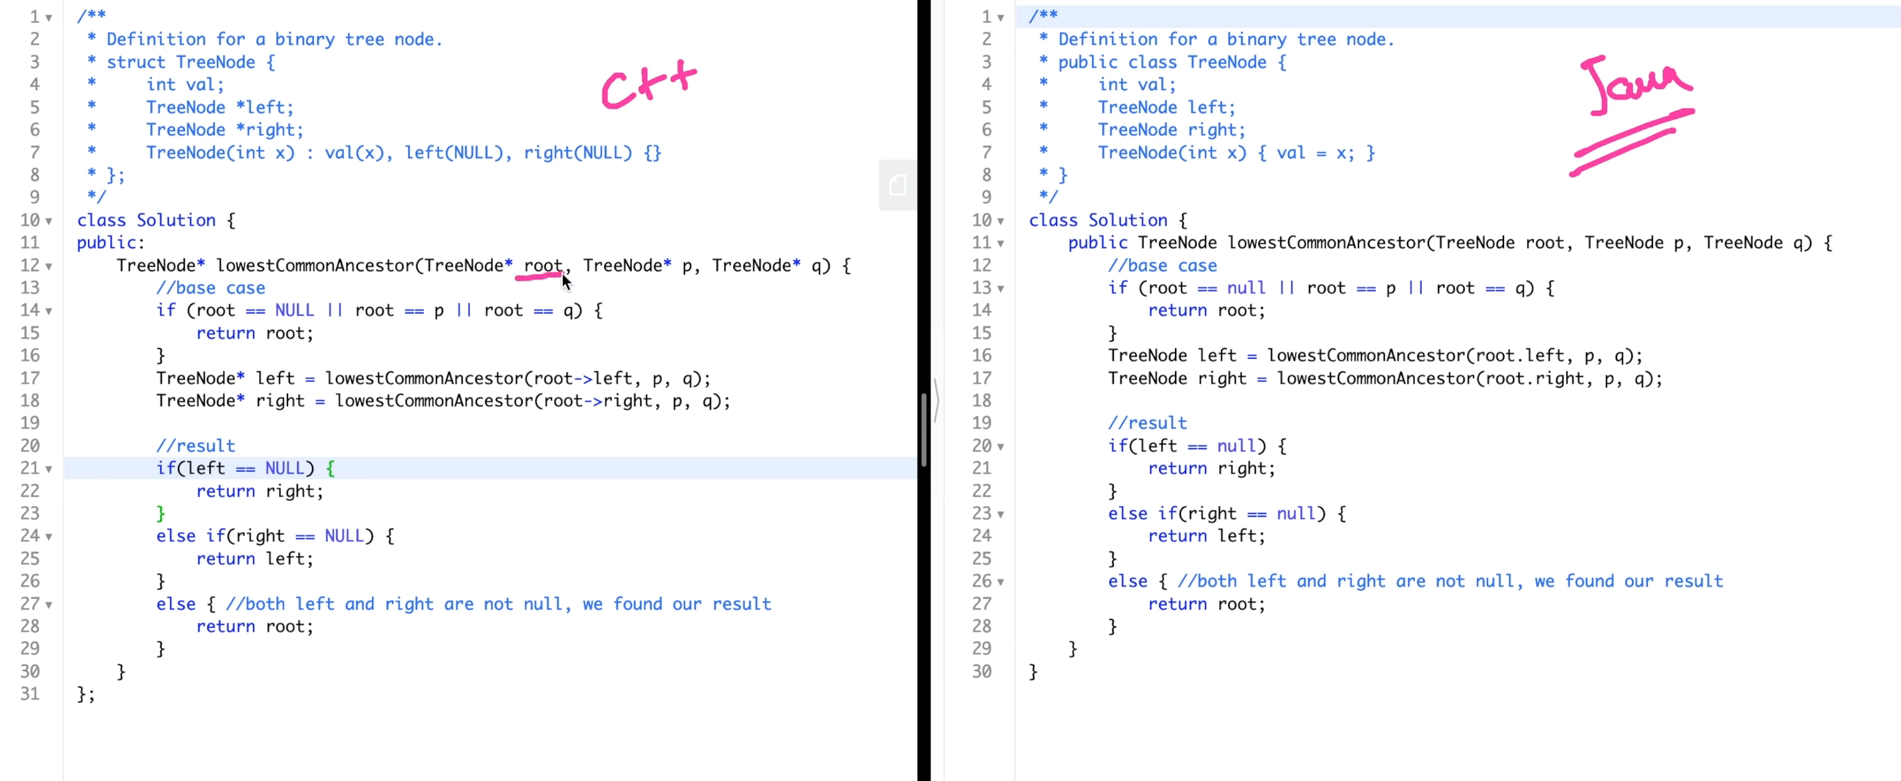 1 /**
2 * Definition for a binary tree node.
3 * struct TreeNode {
4 *     int val;
5 *     TreeNode *left;
6 *     TreeNode *right;
7 *     TreeNode(int x) : val(x), left(NULL), right(NULL) {}
8 * };
9 */
10 class Solution {
11 public:
12     TreeNode* lowestCommonAncestor(TreeNode* root, TreeNode* p, TreeNode* q) {
13         //base case
14         if (root == NULL || root == p || root == q) {
15             return root;
16         }
17         TreeNode* left = lowestCommonAncestor(root->left, p, q);
18         TreeNode* right = lowestCommonAncestor(root->right, p, q);
19
20         //result
21         if(left == NULL) {
22             return right;
23         }
24         else if(right == NULL) {
25             return left;
26         }
27         else { //both left and right are not null, we found our result
28             return root;
29         }
30     }
31 };
C++
1 /**
2 * Definition for a binary tree node.
3 * public class TreeNode {
4 *     int val;
5 *     TreeNode left;
6 *     TreeNode right;
7 *     TreeNode(int x) { val = x; }
8 * }
9 */
10 class Solution {
11     public TreeNode lowestCommonAncestor(TreeNode root, TreeNode p, TreeNode q) {
12         //base case
13         if (root == null || root == p || root == q) {
14             return root;
15         }
16         TreeNode left = lowestCommonAncestor(root.left, p, q);
17         TreeNode right = lowestCommonAncestor(root.right, p, q);
18
19         //result
20         if(left == null) {
21             return right;
22         }
23         else if(right == null) {
24             return left;
25         }
26         else { //both left and right are not null, we found our result
27             return root;
28         }
29     }
30 }
Java